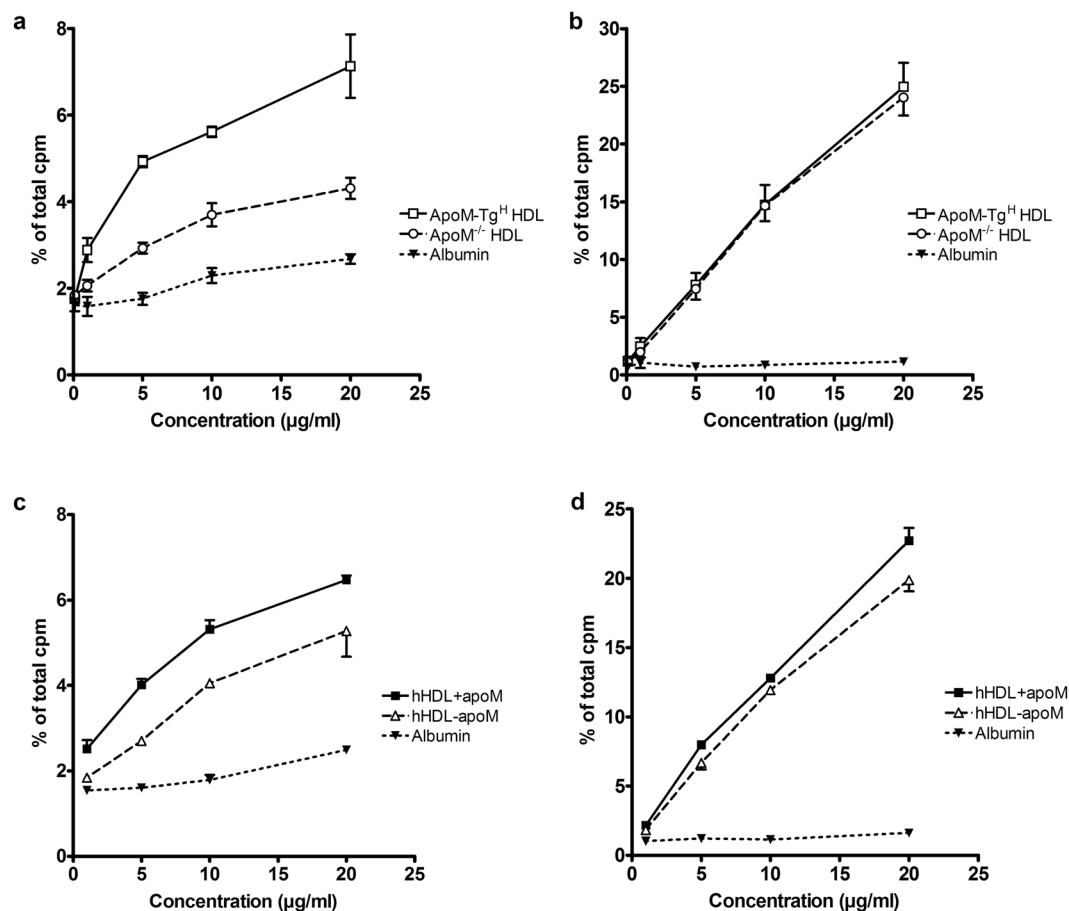 a
% of total cpm
8
6
4
2
0
0 5 10 15 20 25
Concentration (µg/ml)
ApoM-Tgᴴ HDL
ApoM⁻/⁻ HDL
Albumin
b
% of total cpm
30
25
20
15
10
5
0
0 5 10 15 20 25
Concentration (µg/ml)
ApoM-Tgᴴ HDL
ApoM⁻/⁻ HDL
Albumin
c
% of total cpm
8
6
4
2
0
0 5 10 15 20 25
Concentration (µg/ml)
hHDL+apoM
hHDL-apoM
Albumin
d
% of total cpm
25
20
15
10
5
0
0 5 10 15 20 25
Concentration (µg/ml)
hHDL+apoM
hHDL-apoM
Albumin